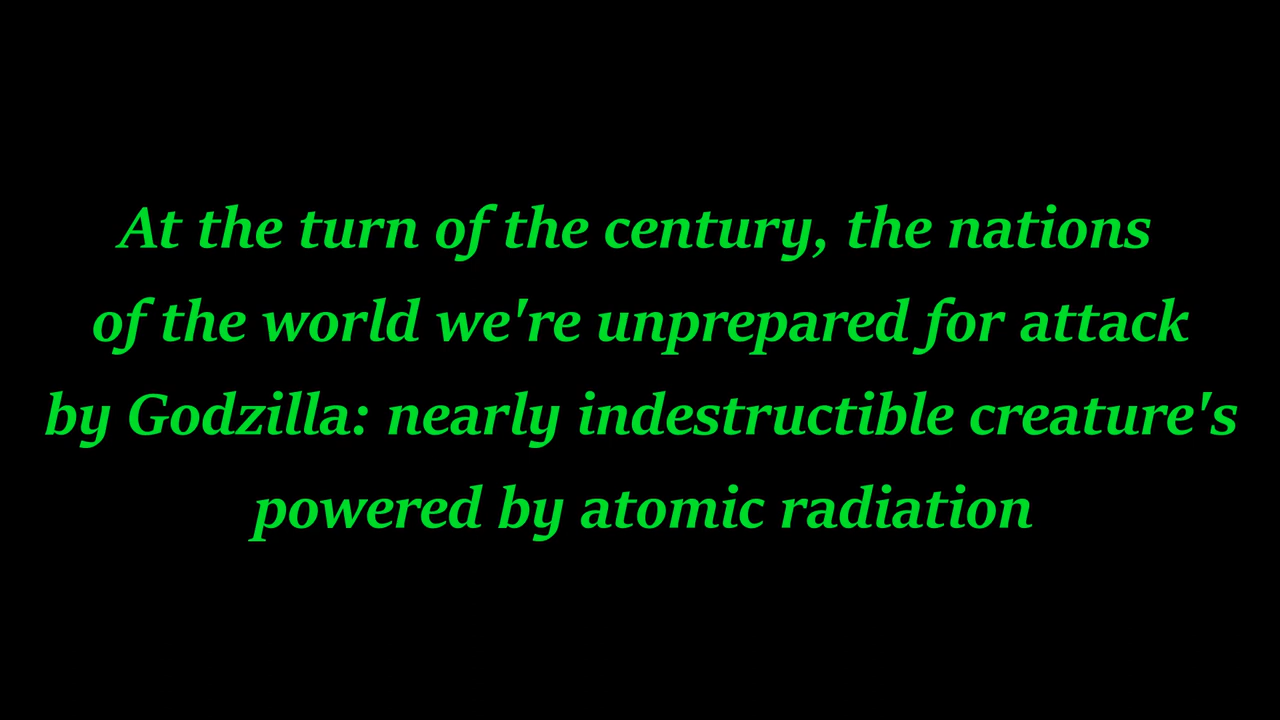 At the turn of the century, the nations
of the world we're unprepared for attack
by Godzilla: nearly indestructible creature's
powered by atomic radiation